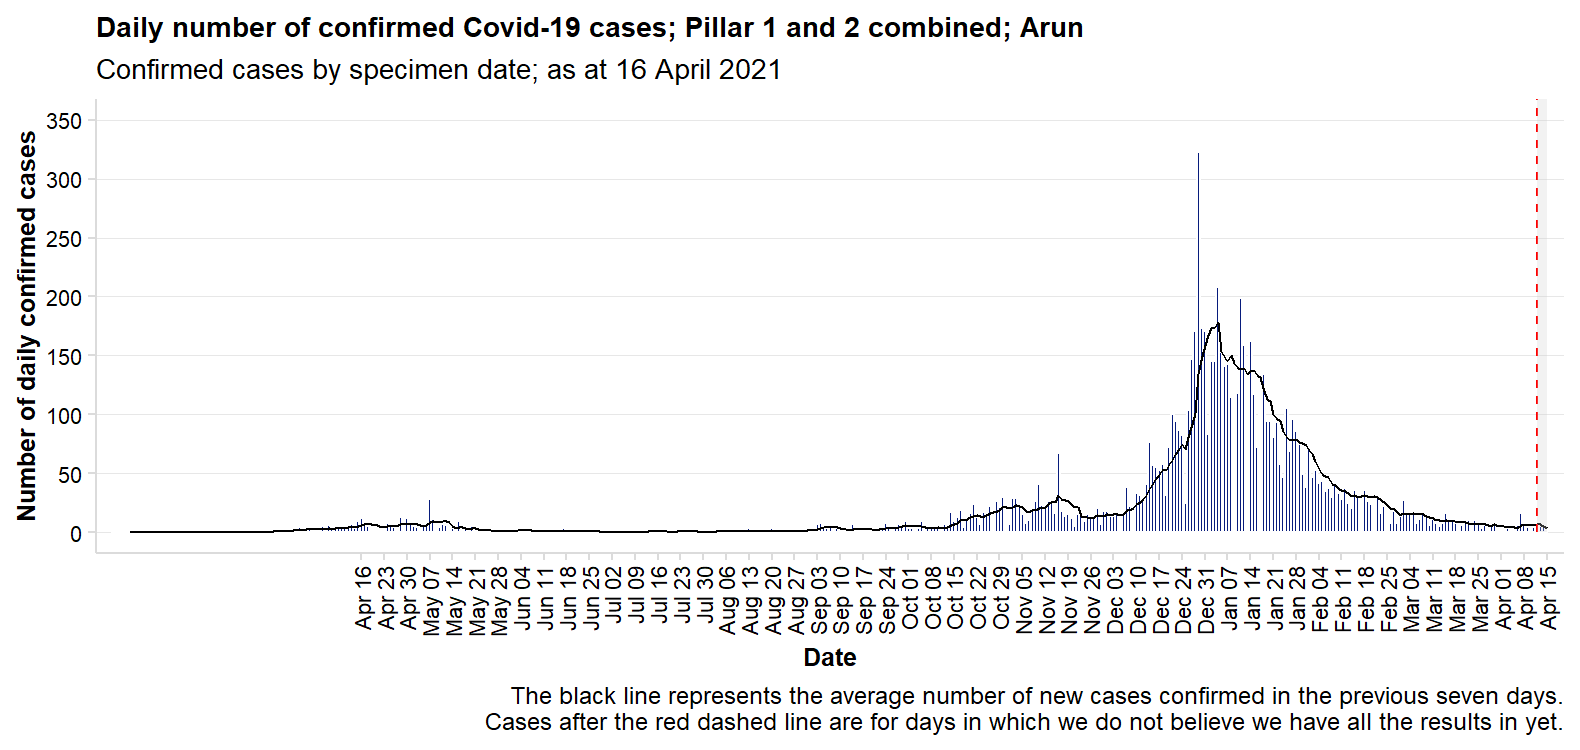 Daily number of confirmed Covid-19 cases; Pillar 1 and 2 combined; Arun
Confirmed cases by specimen date; as at 16 April 2021
Number of daily confirmed cases
350
300
250
200
150
100
50
0
Apr 16
Apr 23
Apr 30
May 07
May 14
May 21
May 28
Jun 04
Jun 11
Jun 18
Jun 25
Jul 02
Jul 09
Jul 16
Jul 23
Jul 30
Aug 06
Aug 13
Aug 20
Aug 27
Sep 03
Sep 10
Sep 17
Sep 24
Oct 01
Oct 08
Oct 15
Oct 22
Oct 29
Nov 05
Nov 12
Nov 19
Nov 26
Dec 03
Dec 10
Dec 17
Dec 24
Dec 31
Jan 07
Jan 14
Jan 21
Jan 28
Feb 04
Feb 11
Feb 18
Feb 25
Mar 04
Mar 11
Mar 18
Mar 25
Apr 01
Apr 08
Apr 15
Date
The black line represents the average number of new cases confirmed in the previous seven days.
Cases after the red dashed line are for days in which we do not believe we have all the results in yet.